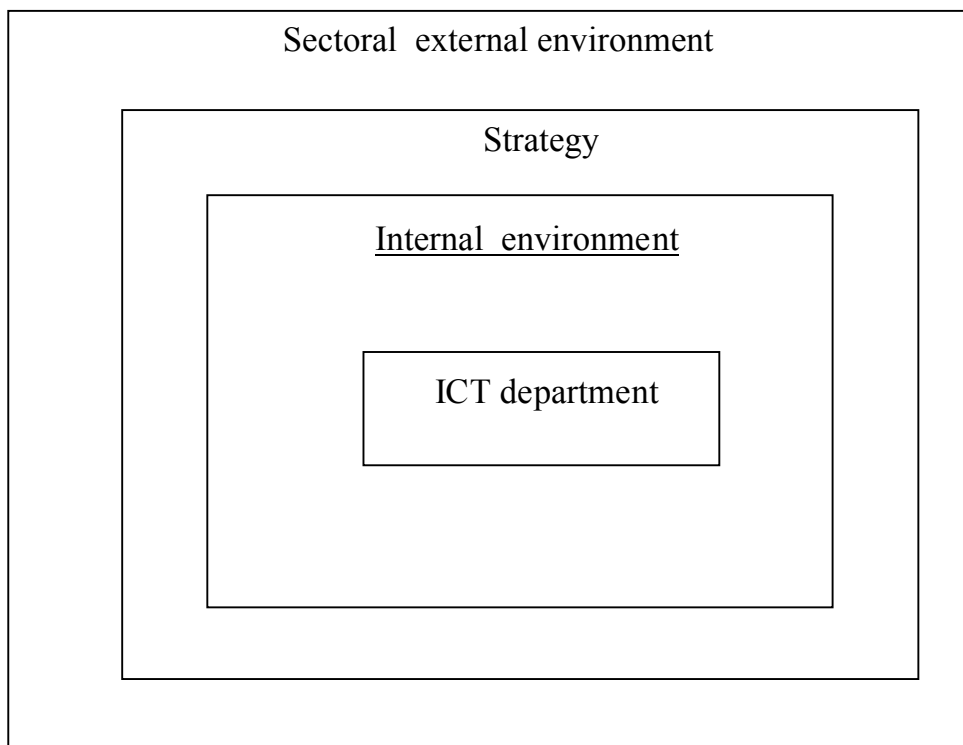 Sectoral external environment
Strategy
Internal environment
ICT department